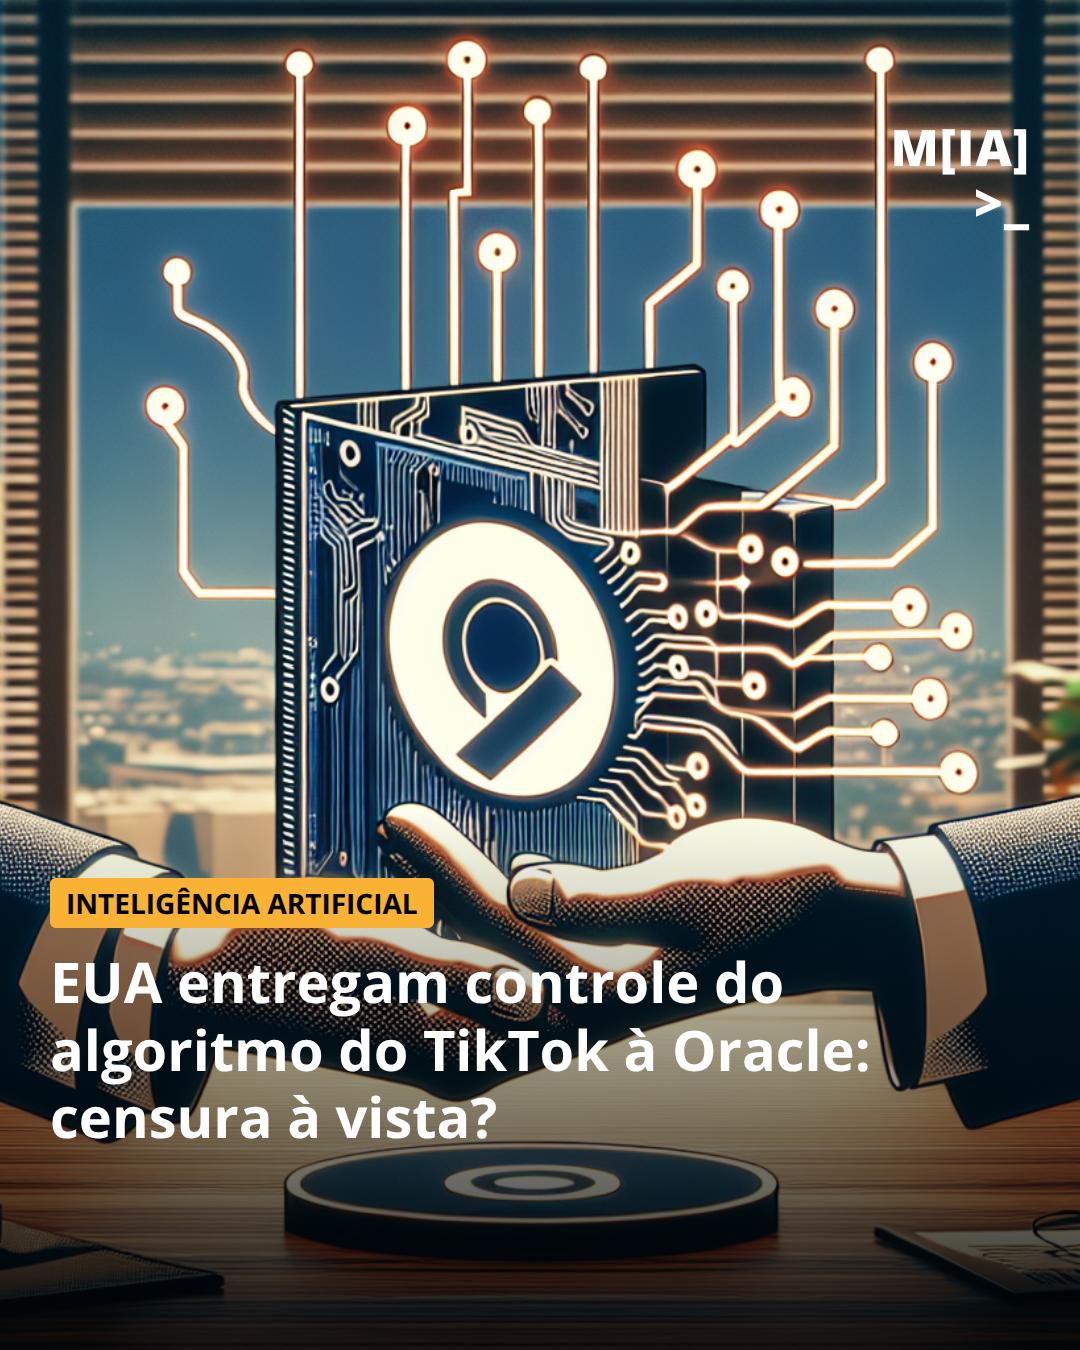 M[IA]
>_
INTELIGÊNCIA ARTIFICIAL
EUA entregam controle do
algoritmo do TikTok à Oracle:
censura à vista?